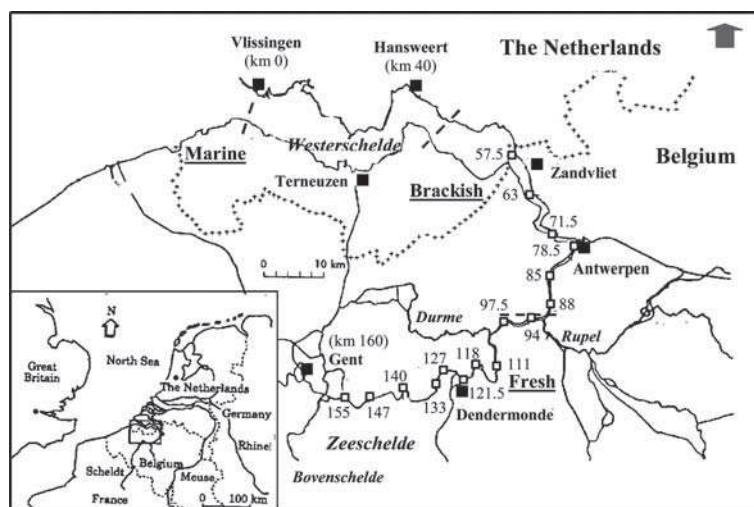 Vlissingen
(km 0)
Hansweert
(km 40)
The Netherlands
Westerschelde
Marine
57.5
Belgium
Zandvliet
Terneuzen
Brackish
63
71.5
78.5
Antwerpen
0 10 km
85
88
Durme
97.5
94
Rupel
(km 160)
Gent
127
118
111
140
Fresh
121.5
155
147
133
Dendermonde
Zeeschelde
Bovenschelde
N
North Sea
Great
Britain
The Netherlands
Germany
Rhine
Belgium
Scheldt
Meuse
France
0 100 km